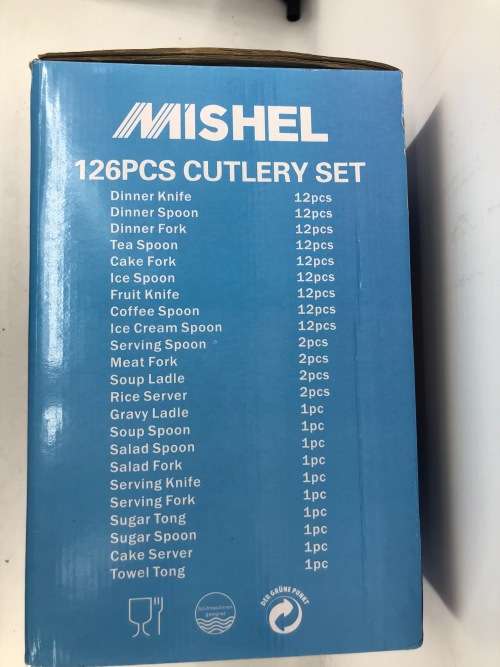 MISHEL
126PCS CUTLERY SET
Dinner Knife 12pcs
Dinner Spoon 12pcs
Dinner Fork 12pcs
Tea Spoon 12pcs
Cake Fork 12pcs
Ice Spoon 12pcs
Fruit Knife 12pcs
Coffee Spoon 12pcs
Ice Cream Spoon 12pcs
Serving Spoon 2pcs
Meat Fork 2pcs
Soup Ladle 2pcs
Rice Server 2pcs
Gravy Ladle 1pc
Soup Spoon 1pc
Salad Spoon 1pc
Salad Fork 1pc
Serving Knife 1pc
Serving Fork 1pc
Sugar Tong 1pc
Sugar Spoon 1pc
Cake Server 1pc
Towel Tong 1pc
DER GRÜNE PUNKT